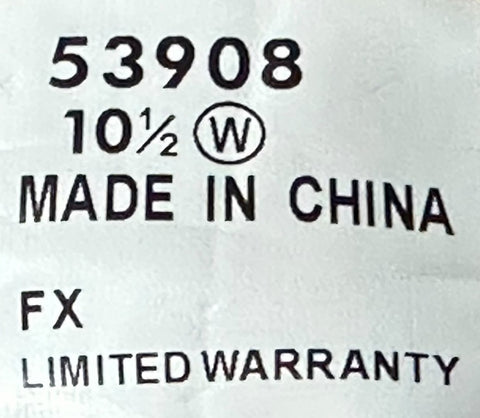 53908
10½ Ⓦ
MADE IN CHINA
FX
LIMITED WARRANTY